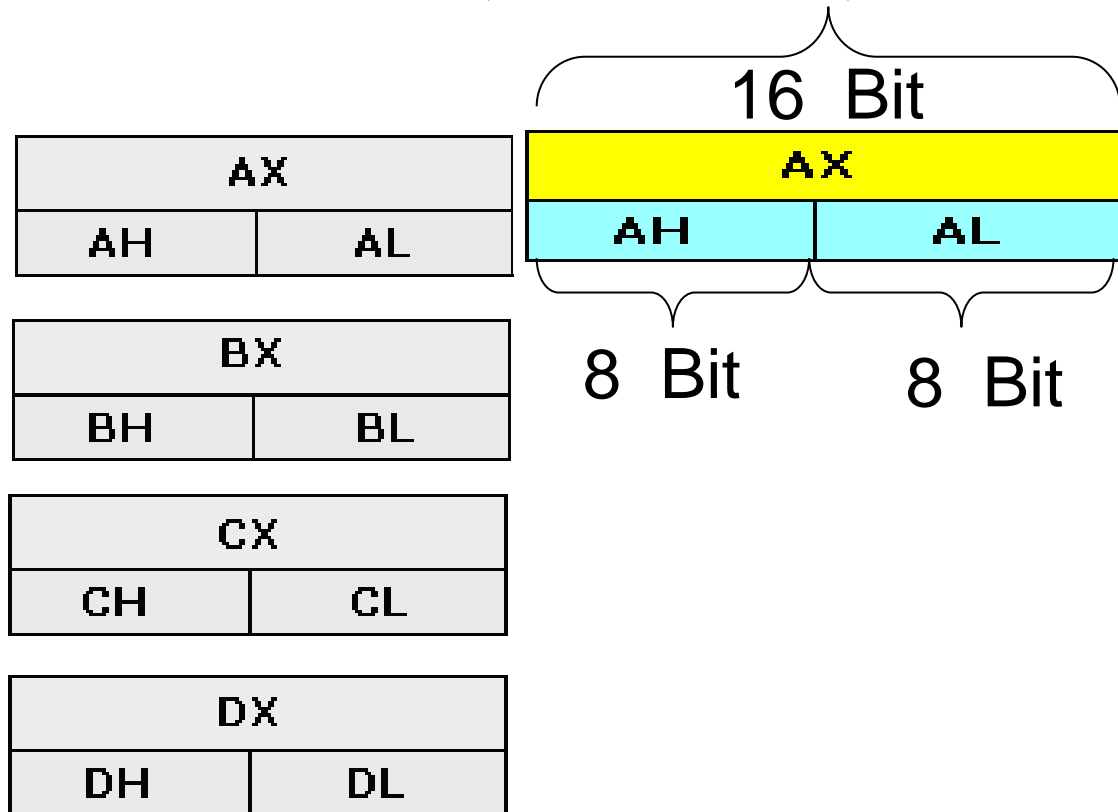 16 Bit
AX
AX
AH AL
AH AL
8 Bit 8 Bit
BX
BH BL
CX
CH CL
DX
DH DL